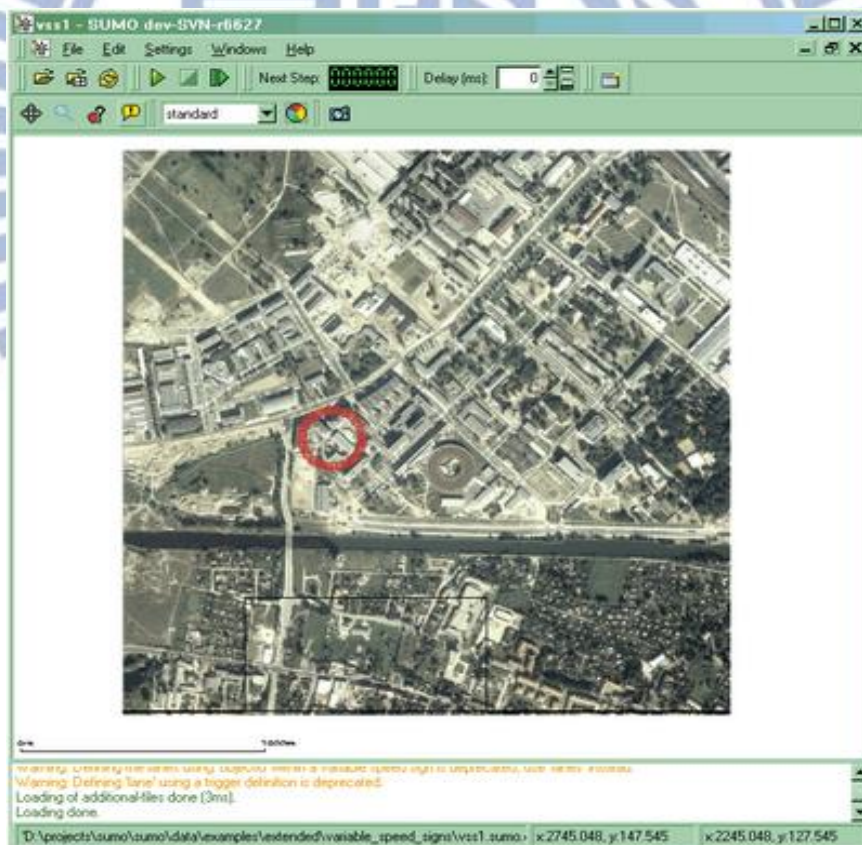 vss1 - SUMO dev-SVN-r6627
File Edit Settings Windows Help
Next Step: Delay (ms): 0
standard
Warning: Defining the lanes using 'objectid' within a variable speed sign is deprecated, use 'lanes' instead.
Warning: Defining 'lane' using a trigger definition is deprecated.
Loading of additional-files done (3ms).
Loading done.
'D:\projects\sumo\sumo\data\examples\extended\variable_speed_signs\vss1.sumo. x:2745.048, y:147.545 x:2245.048, y:127.545